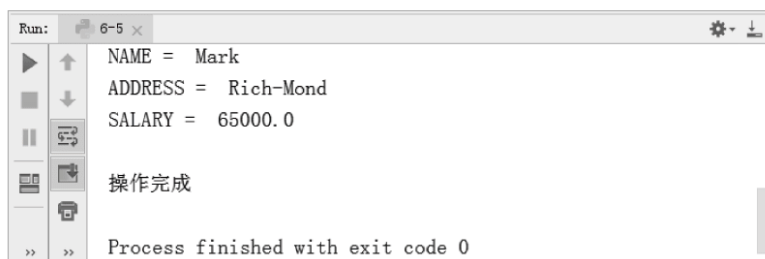 Run: 6-5
NAME =  Mark
ADDRESS =  Rich-Mond
SALARY =  65000.0
操作完成
Process finished with exit code 0